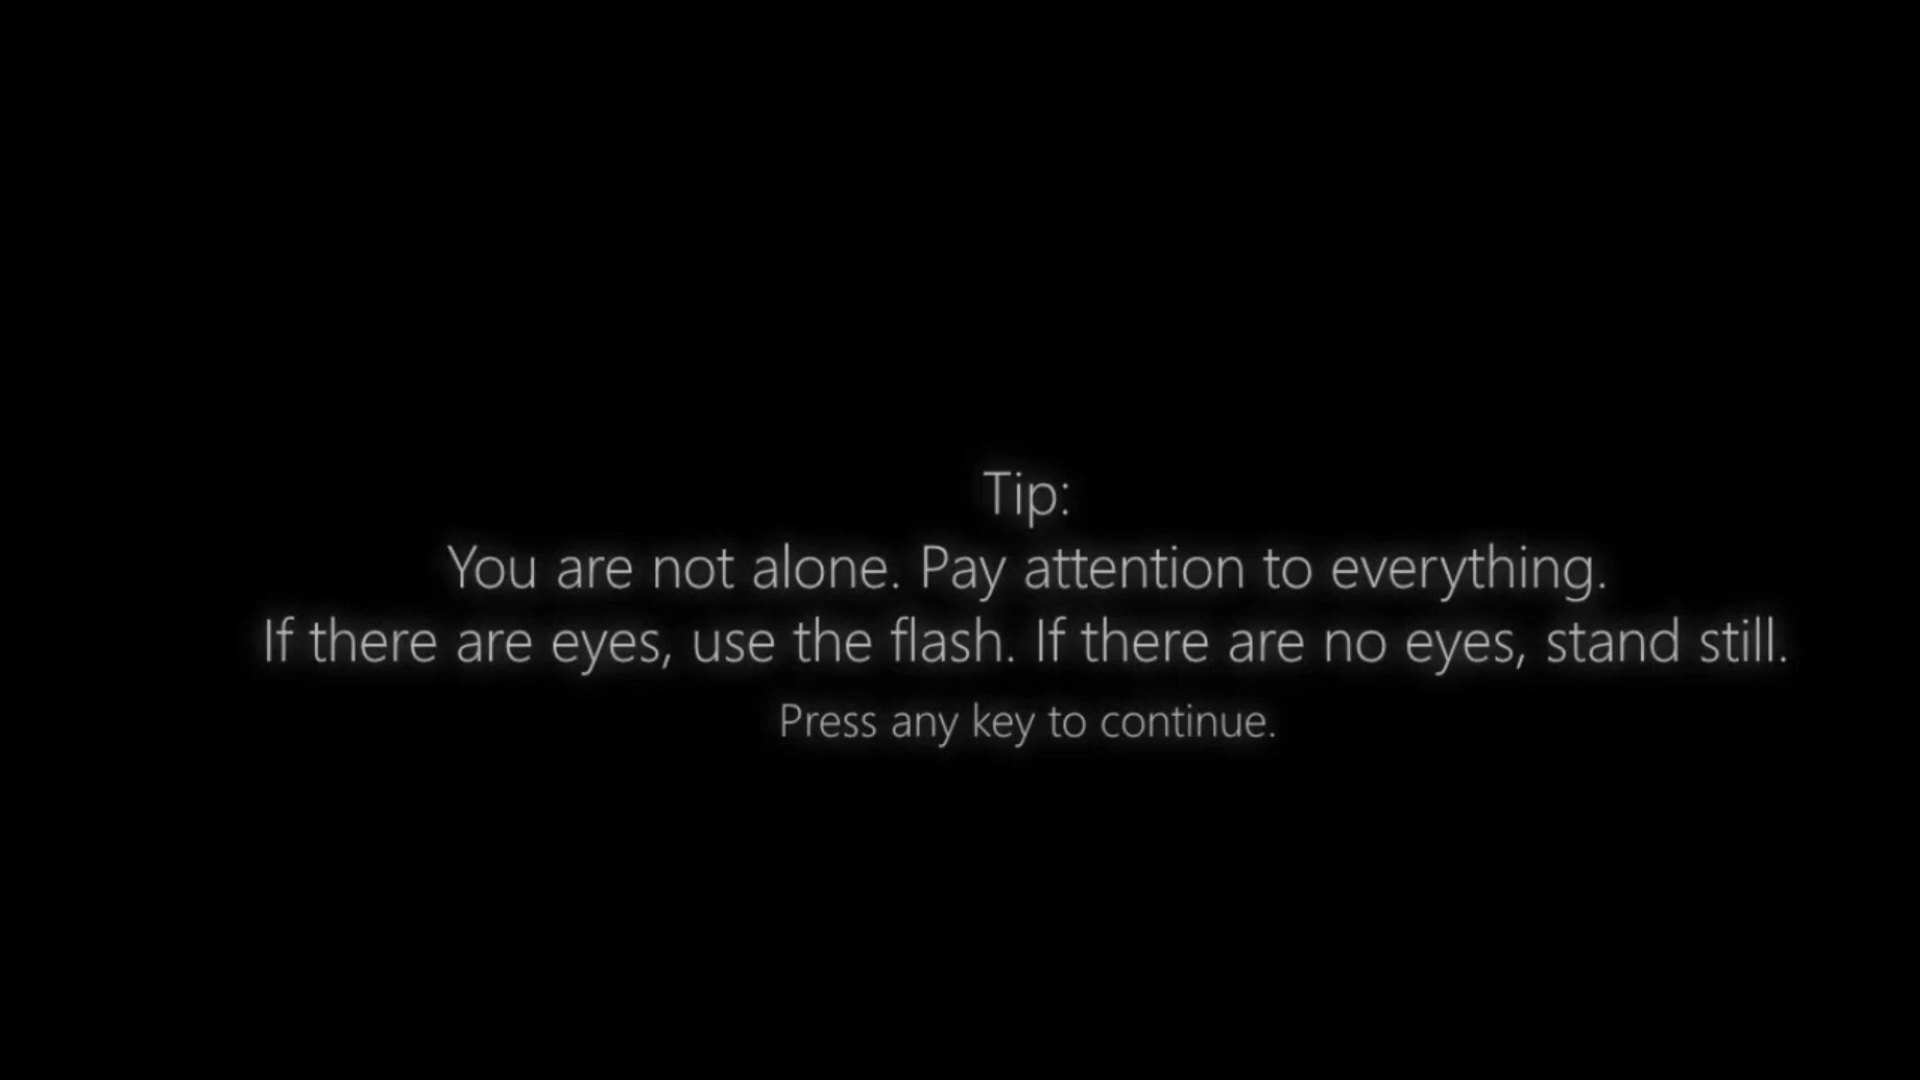 Tip:
You are not alone. Pay attention to everything.
If there are eyes, use the flash. If there are no eyes, stand still.
Press any key to continue.